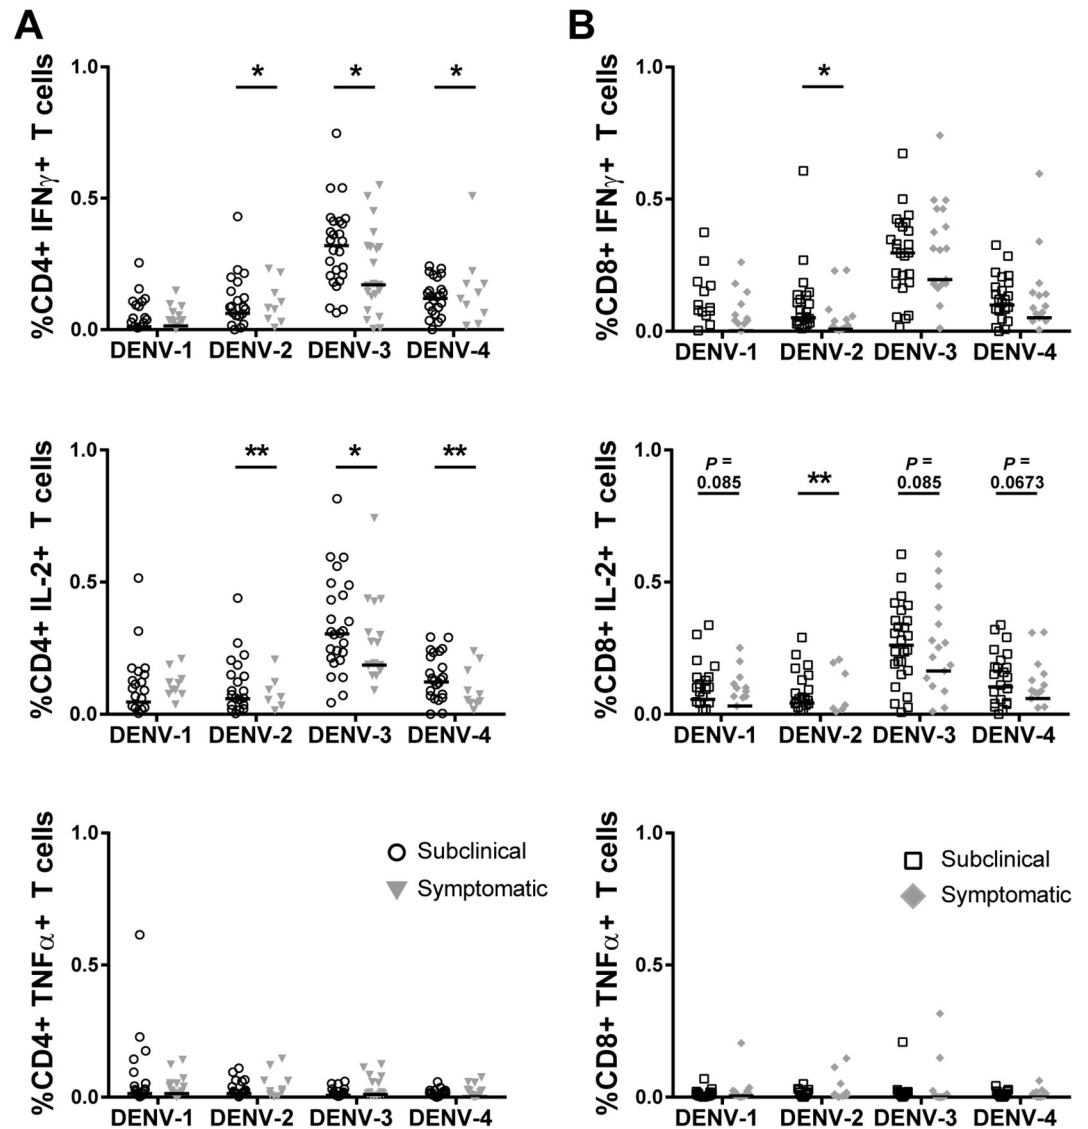 A
%CD4+ IFNγ+ T cells
1.0
0.5
0.0
* * *
DENV-1 DENV-2 DENV-3 DENV-4
B
%CD8+ IFNγ+ T cells
1.0
0.5
0.0
*
DENV-1 DENV-2 DENV-3 DENV-4
%CD4+ IL-2+ T cells
1.0
0.5
0.0
** * **
DENV-1 DENV-2 DENV-3 DENV-4
%CD8+ IL-2+ T cells
1.0
0.5
0.0
P =
0.085
**
P =
0.085
P =
0.0673
DENV-1 DENV-2 DENV-3 DENV-4
%CD4+ TNFα+ T cells
1.0
0.5
0.0
Subclinical
Symptomatic
DENV-1 DENV-2 DENV-3 DENV-4
%CD8+ TNFα+ T cells
1.0
0.5
0.0
Subclinical
Symptomatic
DENV-1 DENV-2 DENV-3 DENV-4